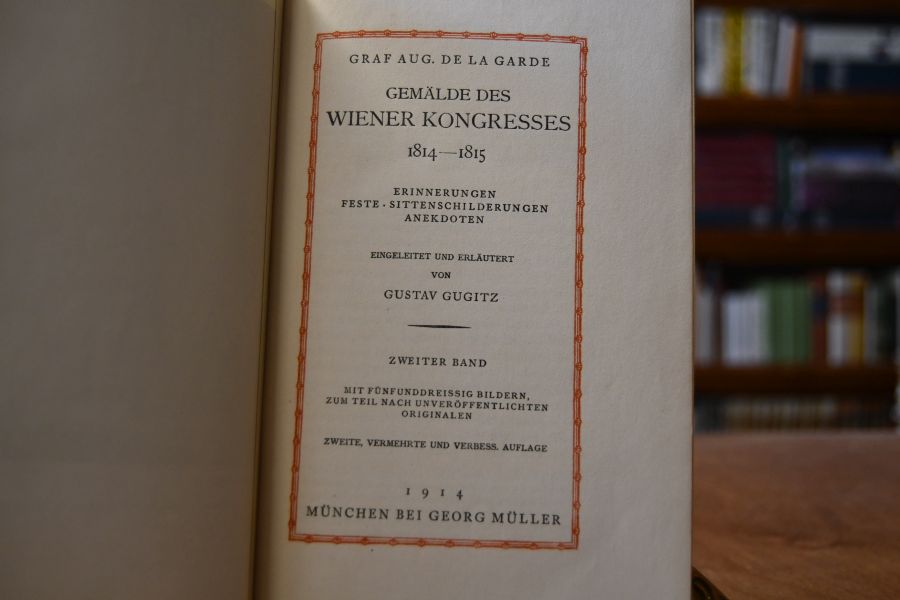 GRAF AUG. DE LA GARDE
GEMÄLDE DES
WIENER KONGRESSES
1814—1815
ERINNERUNGEN
FESTE · SITTENSCHILDERUNGEN
ANEKDOTEN
EINGELEITET UND ERLÄUTERT
VON
GUSTAV GUGITZ
ZWEITER BAND
MIT FÜNFUNDDREISSIG BILDERN,
ZUM TEIL NACH UNVERÖFFENTLICHTEN
ORIGINALEN
ZWEITE, VERMEHRTE UND VERBESS. AUFLAGE
1914
MÜNCHEN BEI GEORG MÜLLER